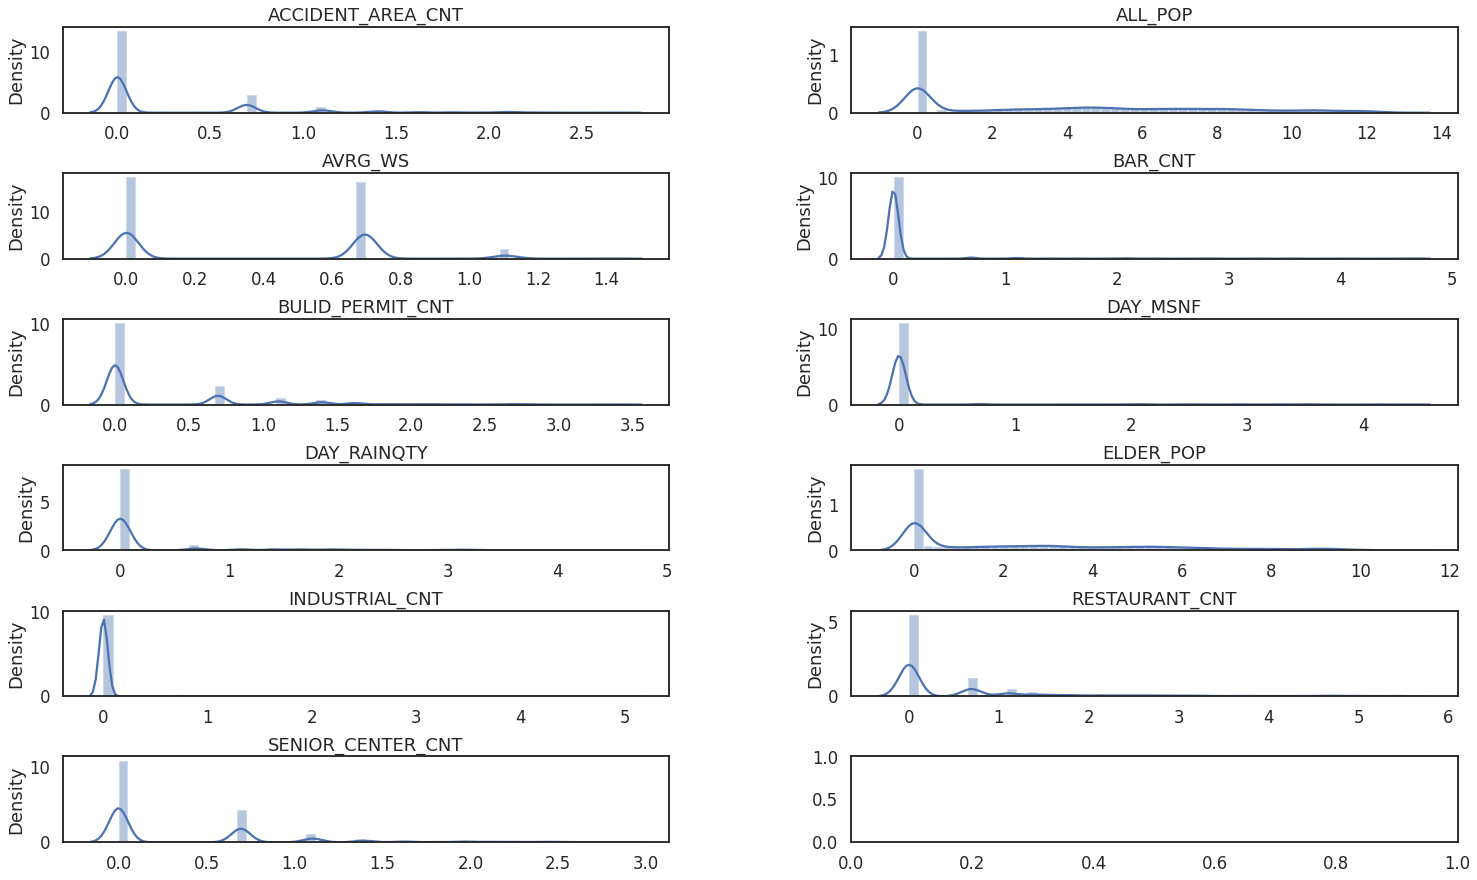 ACCIDENT_AREA_CNT
Density
10
0
0.0 0.5 1.0 1.5 2.0 2.5
ALL_POP
Density
1
0
0 2 4 6 8 10 12 14
AVRG_WS
Density
10
0
0.0 0.2 0.4 0.6 0.8 1.0 1.2 1.4
BAR_CNT
Density
10
0
0 1 2 3 4 5
BULID_PERMIT_CNT
Density
10
0
0.0 0.5 1.0 1.5 2.0 2.5 3.0 3.5
DAY_MSNF
Density
10
0
0 1 2 3 4
DAY_RAINQTY
Density
5
0
0 1 2 3 4 5
ELDER_POP
Density
1
0
0 2 4 6 8 10 12
INDUSTRIAL_CNT
Density
10
0
0 1 2 3 4 5
RESTAURANT_CNT
Density
5
0
0 1 2 3 4 5 6
SENIOR_CENTER_CNT
Density
10
0
0.0 0.5 1.0 1.5 2.0 2.5 3.0
1.0
0.5
0.0
0.0 0.2 0.4 0.6 0.8 1.0